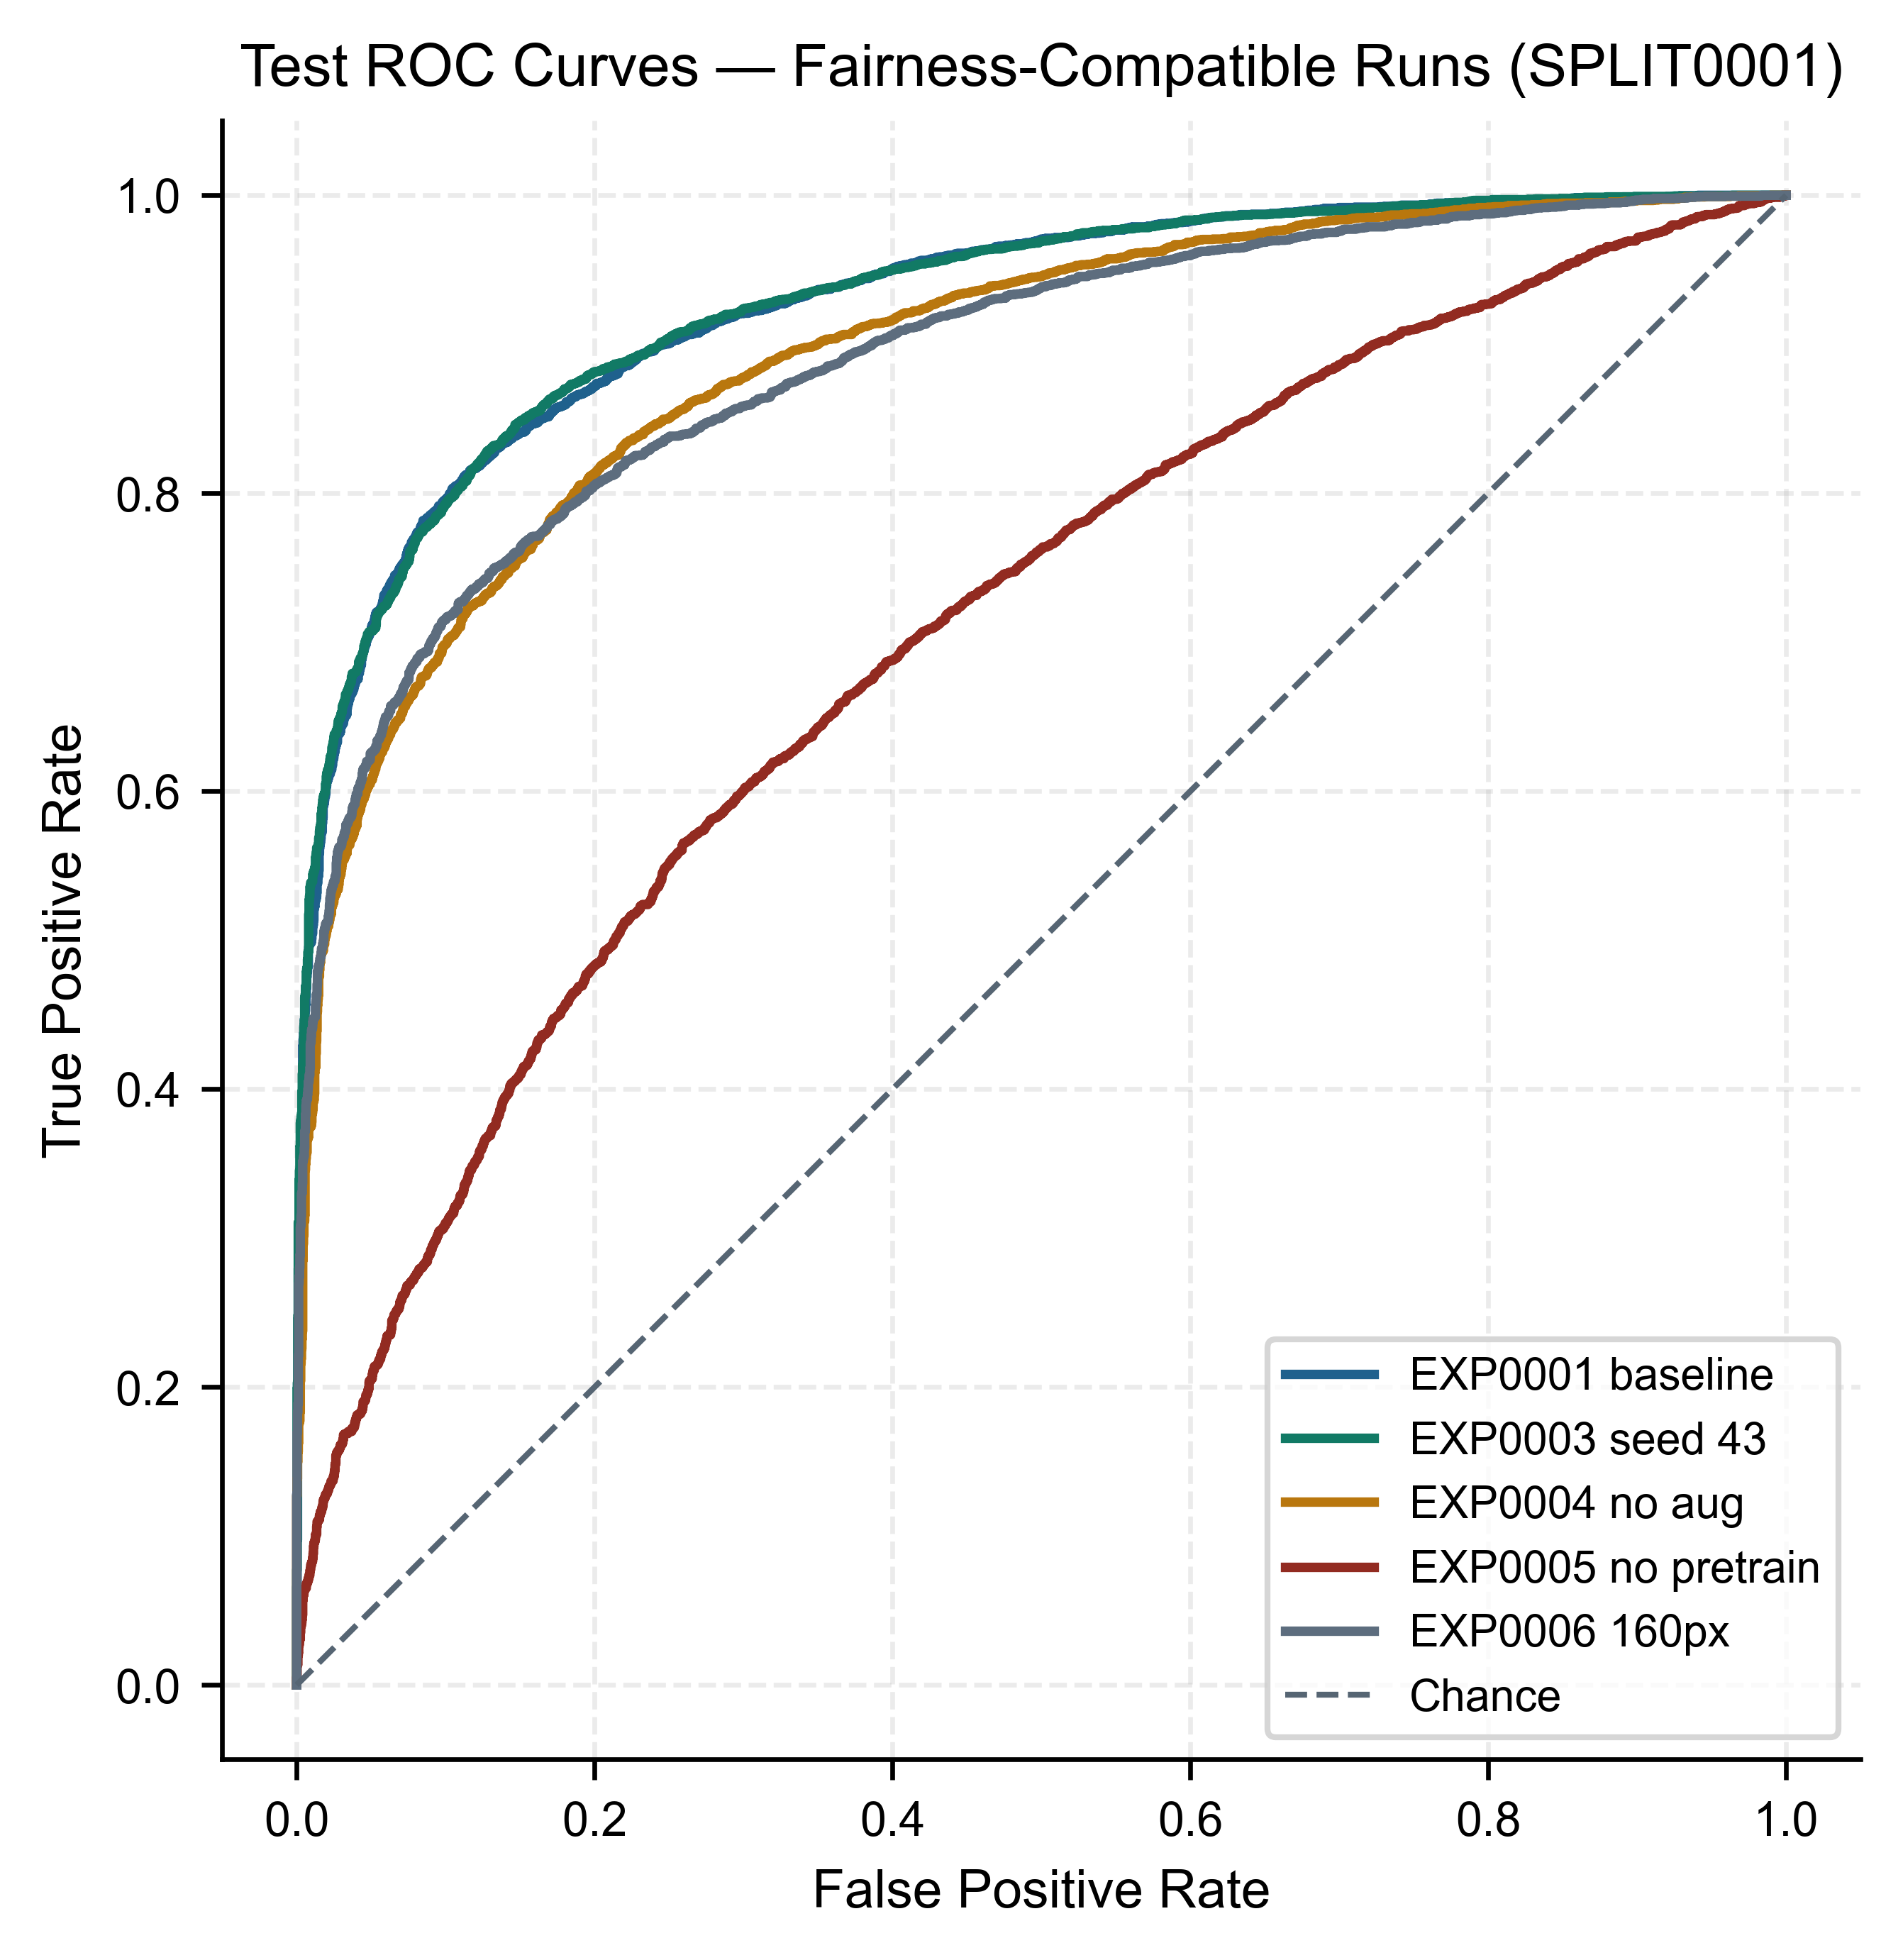 Test ROC Curves — Fairness-Compatible Runs (SPLIT0001)
True Positive Rate
1.0
0.8
0.6
0.4
0.2
0.0
EXP0001 baseline
EXP0003 seed 43
EXP0004 no aug
EXP0005 no pretrain
EXP0006 160px
Chance
0.0 0.2 0.4 0.6 0.8 1.0
False Positive Rate